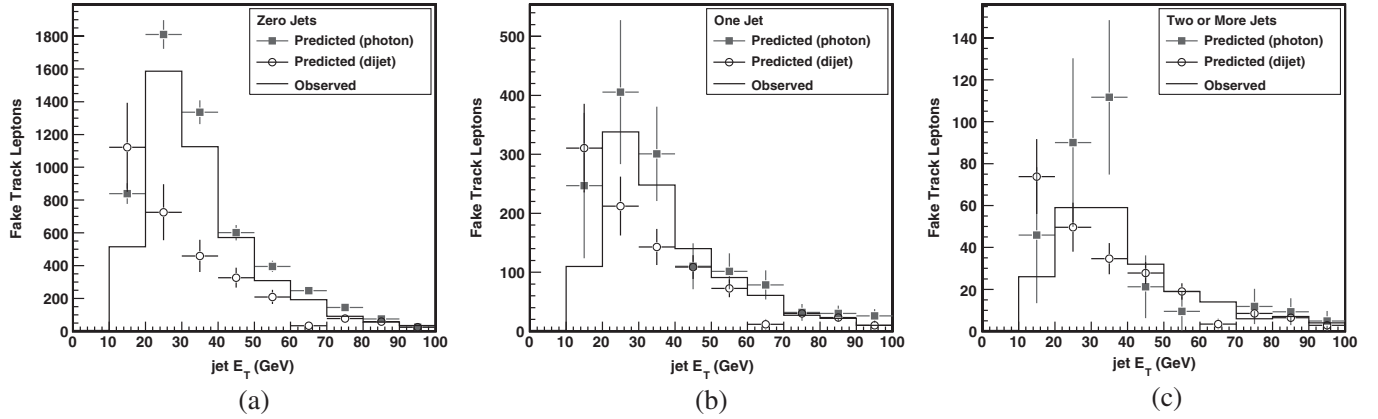 Zero Jets
Predicted (photon)
Predicted (dijet)
Observed
Fake Track Leptons
1800
1600
1400
1200
1000
800
600
400
200
0
0 10 20 30 40 50 60 70 80 90 100
jet E_T (GeV)
(a)
One Jet
Predicted (photon)
Predicted (dijet)
Observed
Fake Track Leptons
500
400
300
200
100
0
0 10 20 30 40 50 60 70 80 90 100
jet E_T (GeV)
(b)
Two or More Jets
Predicted (photon)
Predicted (dijet)
Observed
Fake Track Leptons
140
120
100
80
60
40
20
0
0 10 20 30 40 50 60 70 80 90 100
jet E_T (GeV)
(c)